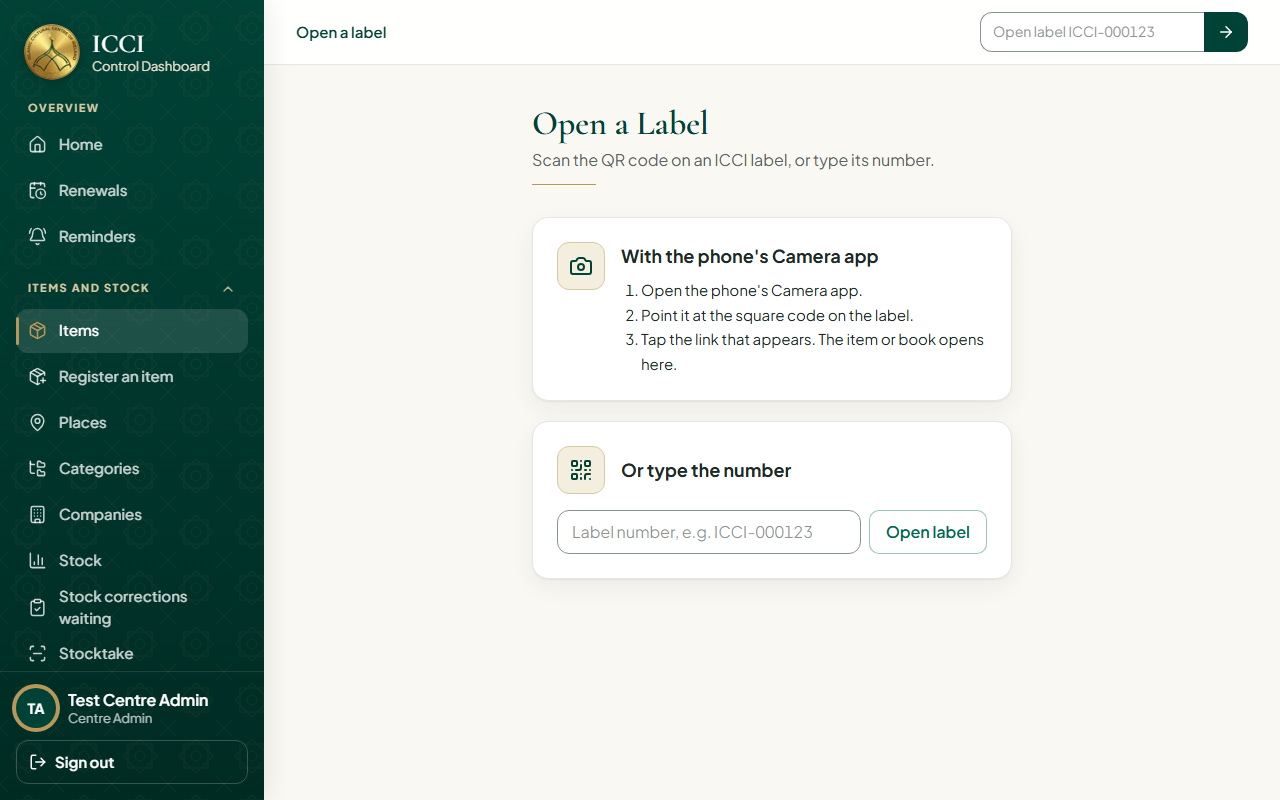 ICCI
Control Dashboard
OVERVIEW
Home
Renewals
Reminders
ITEMS AND STOCK
Items
Register an item
Places
Categories
Companies
Stock
Stock corrections
waiting
Stocktake
TA
Test Centre Admin
Centre Admin
Sign out
Open a label
Open label ICCI-000123
Open a Label
Scan the QR code on an ICCI label, or type its number.
With the phone's Camera app
1. Open the phone's Camera app.
2. Point it at the square code on the label.
3. Tap the link that appears. The item or book opens
here.
Or type the number
Label number, e.g. ICCI-000123
Open label